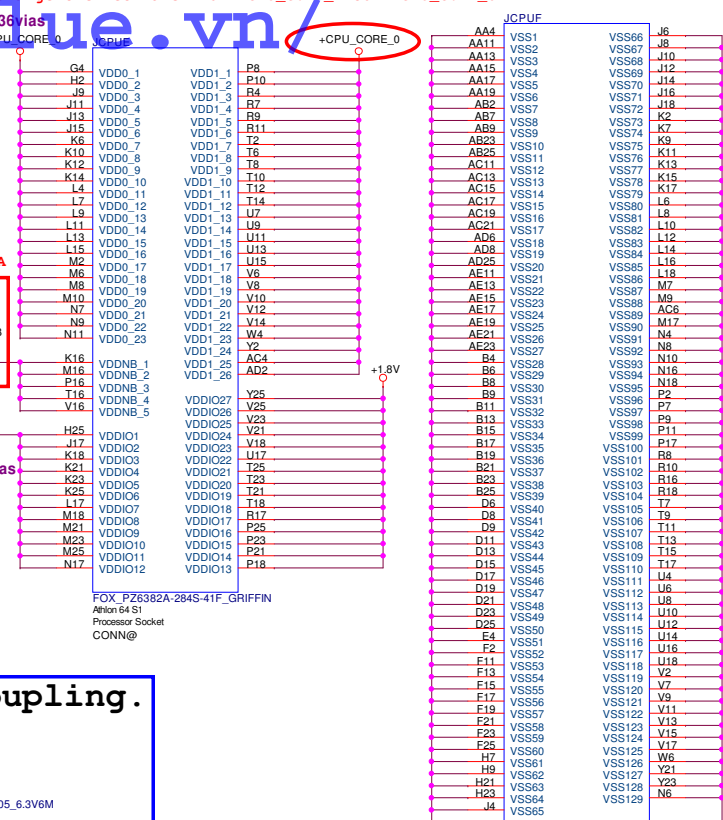 36vias
lue.vn/
PU_CORE_0
JCPUE
+CPU_CORE_0
G4 VDD0_1 VDD1_1 P8
H2 VDD0_2 VDD1_2 P10
J9 VDD0_3 VDD1_3 R4
J11 VDD0_4 VDD1_4 R7
J13 VDD0_5 VDD1_5 R9
J15 VDD0_6 VDD1_6 R11
K6 VDD0_7 VDD1_7 T2
K10 VDD0_8 VDD1_8 T6
K12 VDD0_9 VDD1_9 T8
K14 VDD0_10 VDD1_10 T10
L4 VDD0_11 VDD1_11 T12
L7 VDD0_12 VDD1_12 T14
L9 VDD0_13 VDD1_13 U7
L11 VDD0_14 VDD1_14 U9
L13 VDD0_15 VDD1_15 U11
L15 VDD0_16 VDD1_16 U13
M2 VDD0_17 VDD1_17 U15
M6 VDD0_18 VDD1_18 V6
M8 VDD0_19 VDD1_19 V8
M10 VDD0_20 VDD1_20 V10
N7 VDD0_21 VDD1_21 V12
N9 VDD0_22 VDD1_22 V14
N11 VDD0_23 VDD1_23 W4
VDD1_24 Y2
K16 VDDNB_1 VDD1_25 AC4
M16 VDDNB_2 VDD1_26 AD2
P16 VDDNB_3
T16 VDDNB_4 VDDIO27 Y25
V16 VDDNB_5 VDDIO26 V25
VDDIO25 V23
H25 VDDIO1 VDDIO24 V21
J17 VDDIO2 VDDIO23 V18
K18 VDDIO3 VDDIO22 U17
K21 VDDIO4 VDDIO21 T25
K23 VDDIO5 VDDIO20 T23
K25 VDDIO6 VDDIO19 T21
L17 VDDIO7 VDDIO18 T18
M18 VDDIO8 VDDIO17 R17
M21 VDDIO9 VDDIO16 P25
M23 VDDIO10 VDDIO15 P23
M25 VDDIO11 VDDIO14 P21
N17 VDDIO12 VDDIO13 P18
+1.8V
as
FOX_PZ6382A-284S-41F_GRIFFIN
Athlon 64 S1
Processor Socket
CONN@
upling.
05_6.3V6M
JCPUF
AA4 VSS1 VSS66 J6
AA11 VSS2 VSS67 J8
AA13 VSS3 VSS68 J10
AA15 VSS4 VSS69 J12
AA17 VSS5 VSS70 J14
AA19 VSS6 VSS71 J16
AB2 VSS7 VSS72 J18
AB7 VSS8 VSS73 K2
AB9 VSS9 VSS74 K7
AB23 VSS10 VSS75 K9
AB25 VSS11 VSS76 K11
AC11 VSS12 VSS77 K13
AC13 VSS13 VSS78 K15
AC15 VSS14 VSS79 K17
AC17 VSS15 VSS80 L6
AC19 VSS16 VSS81 L8
AC21 VSS17 VSS82 L10
AD6 VSS18 VSS83 L12
AD8 VSS19 VSS84 L14
AD25 VSS20 VSS85 L16
AE11 VSS21 VSS86 L18
AE13 VSS22 VSS87 M7
AE15 VSS23 VSS88 M9
AE17 VSS24 VSS89 AC6
AE19 VSS25 VSS90 M17
AE21 VSS26 VSS91 N4
AE23 VSS27 VSS92 N8
B4 VSS28 VSS93 N10
B6 VSS29 VSS94 N16
B8 VSS30 VSS95 N18
B9 VSS31 VSS96 P2
B11 VSS32 VSS97 P7
B13 VSS33 VSS98 P9
B15 VSS34 VSS99 P11
B17 VSS35 VSS100 P17
B19 VSS36 VSS101 R8
B21 VSS37 VSS102 R10
B23 VSS38 VSS103 R16
B25 VSS39 VSS104 R18
D6 VSS40 VSS105 T7
D8 VSS41 VSS106 T9
D9 VSS42 VSS107 T11
D11 VSS43 VSS108 T13
D13 VSS44 VSS109 T15
D15 VSS45 VSS110 T17
D17 VSS46 VSS111 U4
D19 VSS47 VSS112 U6
D21 VSS48 VSS113 U8
D23 VSS49 VSS114 U10
D25 VSS50 VSS115 U12
E4 VSS51 VSS116 U14
F2 VSS52 VSS117 U16
F11 VSS53 VSS118 U18
F13 VSS54 VSS119 V2
F15 VSS55 VSS120 V7
F17 VSS56 VSS121 V9
F19 VSS57 VSS122 V11
F21 VSS58 VSS123 V13
F23 VSS59 VSS124 V15
F25 VSS60 VSS125 V17
H7 VSS61 VSS126 W6
H9 VSS62 VSS127 Y21
H21 VSS63 VSS128 Y23
H23 VSS64 VSS129 N6
J4 VSS65